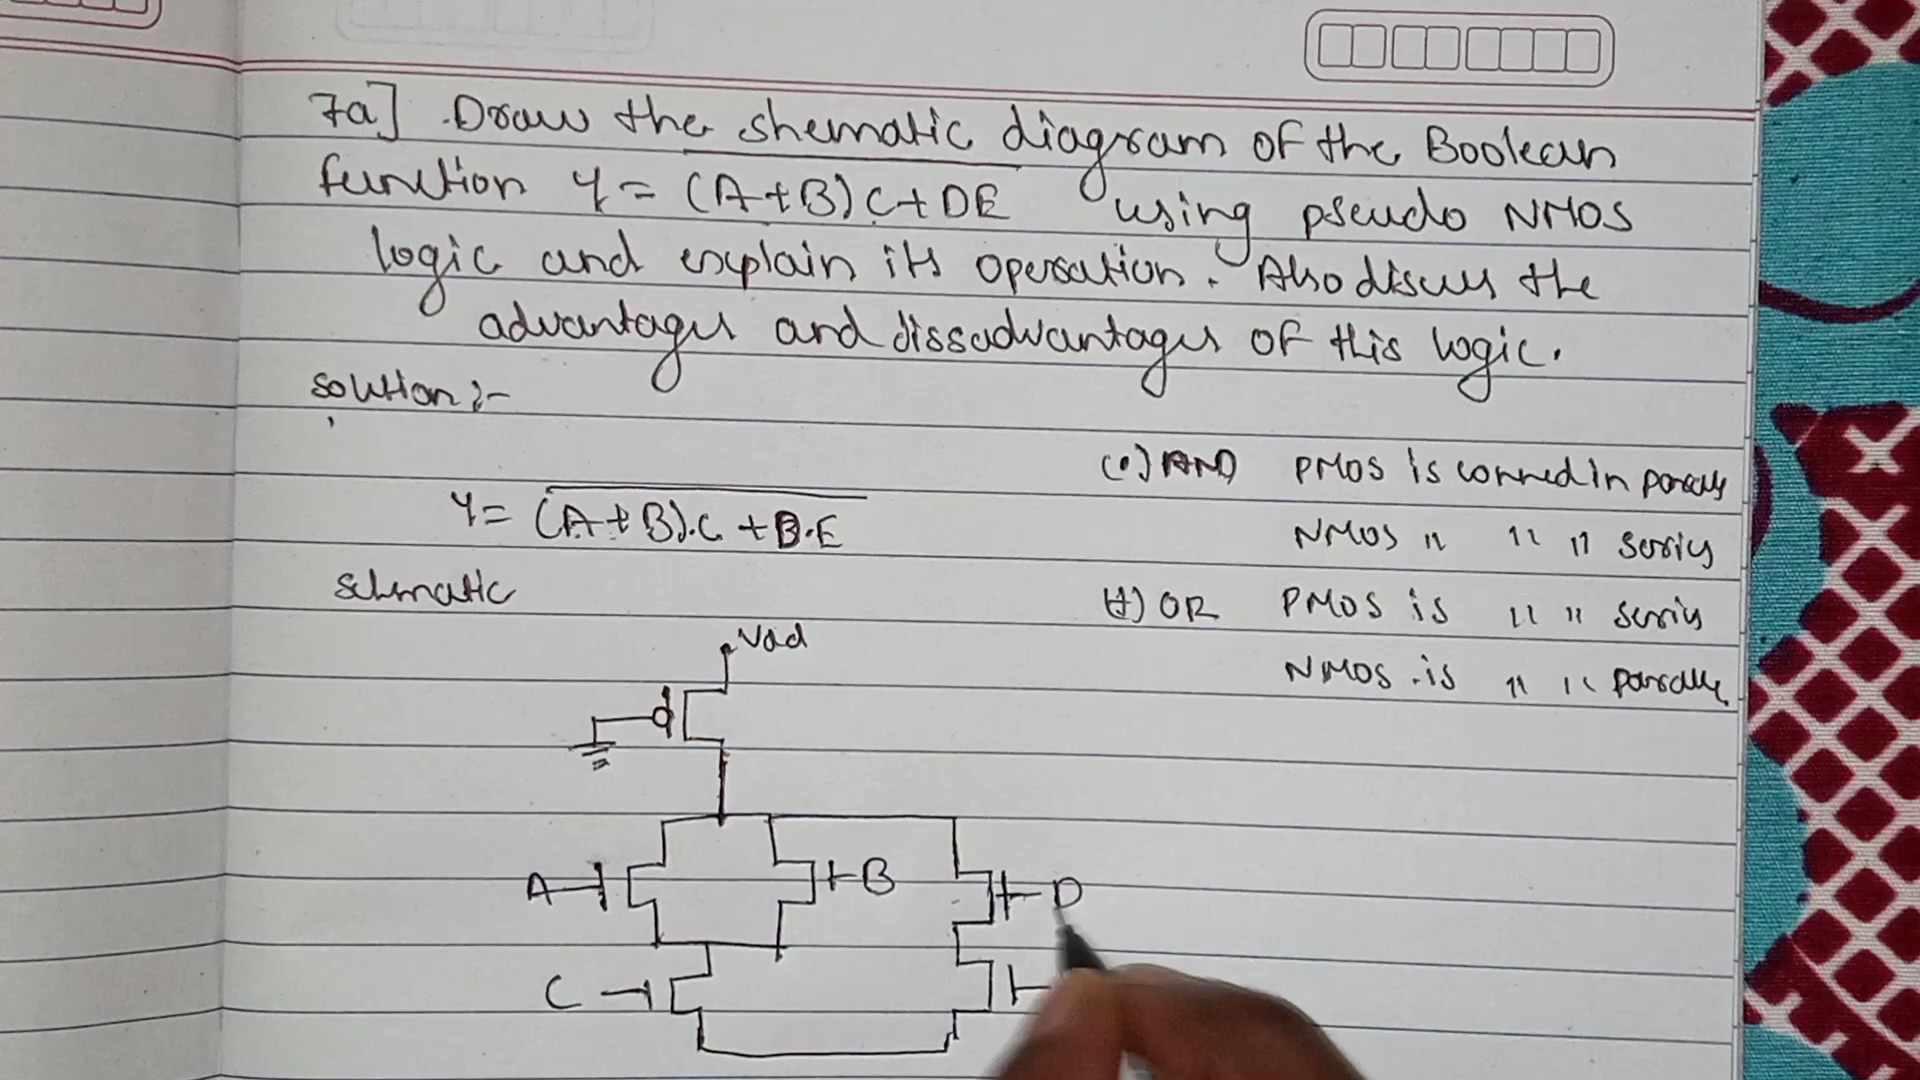 7a] Draw the shematic diagram of the Boolean
function Y = (A+B)C+DE using pseudo NMOS
logic and explain its operation. Also discuss the
advantages and dissadvantages of this logic.
solution :-
Y = (A+B).C + D.E
(•) AND PMOS is conned in parally
NMOS " " " series
(+) OR PMOS is " " series
NMOS is " " parallel
schmatic
Vdd
A
B
D
C